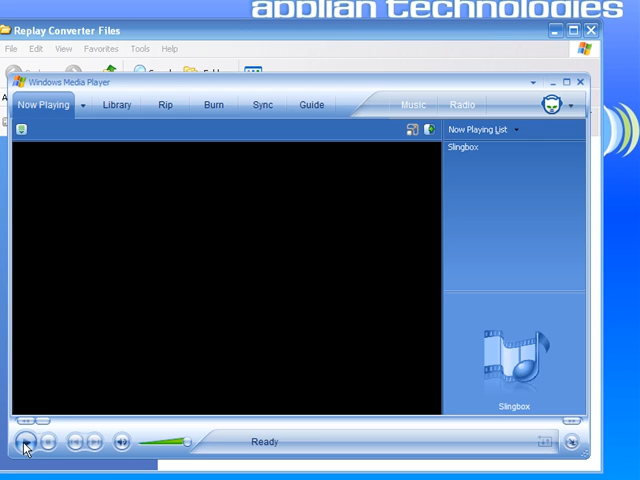 applian technologies
Replay Converter Files
File Edit View Favorites Tools Help
Windows Media Player
Now Playing Library Rip Burn Sync Guide Music Radio
Now Playing List
Slingbox
Slingbox
Ready